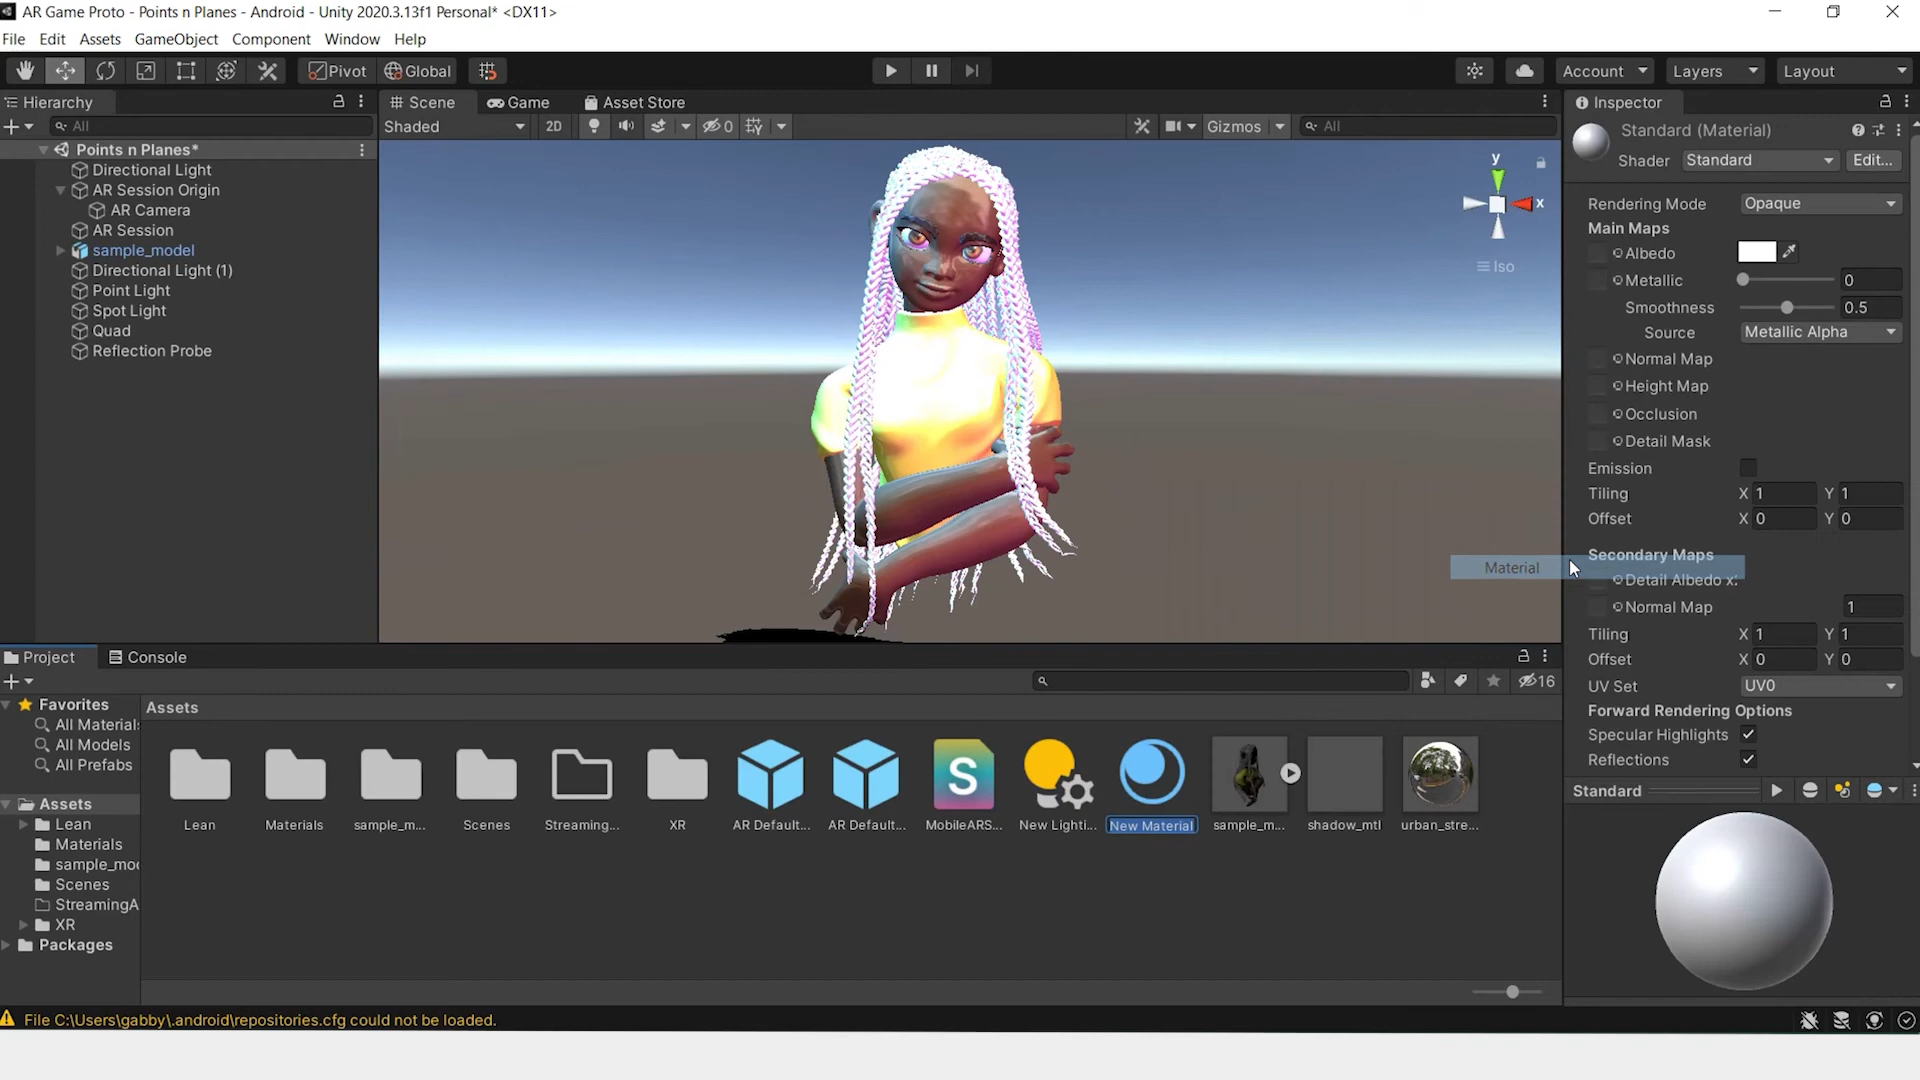 AR Game Proto - Points n Planes - Android - Unity 2020.3.13f1 Personal* <DX11>
File Edit Assets GameObject Component Window Help
Pivot Global Account Layers Layout
Hierarchy
All
Points n Planes*
Directional Light
AR Session Origin
AR Camera
AR Session
sample_model
Directional Light (1)
Point Light
Spot Light
Quad
Reflection Probe
Scene Game Asset Store
Shaded 2D 0 Gizmos All
y
x
Iso
Material
Inspector
Standard (Material)
Shader Standard Edit...
Rendering Mode Opaque
Main Maps
Albedo
Metallic 0
Smoothness 0.5
Source Metallic Alpha
Normal Map
Height Map
Occlusion
Detail Mask
Emission
Tiling X 1 Y 1
Offset X 0 Y 0
Secondary Maps
Detail Albedo x:
Normal Map 1
Tiling X 1 Y 1
Offset X 0 Y 0
UV Set UV0
Forward Rendering Options
Specular Highlights
Reflections
Standard
Project Console
16
Favorites
All Material
All Models
All Prefabs
Assets
Lean
Materials
sample_mo
Scenes
StreamingA
XR
Packages
Assets
Lean Materials sample_m... Scenes Streaming... XR AR Default... AR Default... MobileARS... New Lighti... New Material sample_m... shadow_mtl urban_stre...
S
File C:\Users\gabby\.android\repositories.cfg could not be loaded.